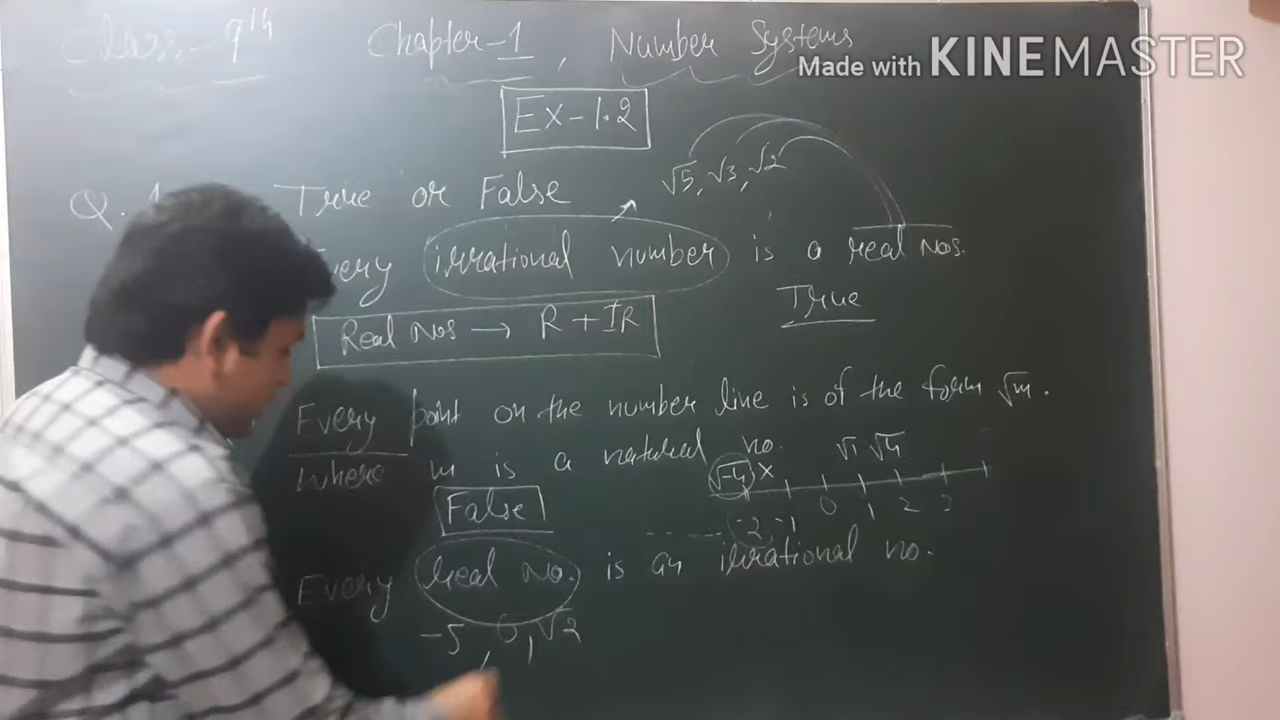 Class - 9th Chapter-1, Number Systems
Made with KINEMASTER
Ex-1.2
√5, √3, √2
Q. 1 True or False
Every irrational number is a real Nos.
True
Real Nos → R + IR
Every point on the number line is of the form √m.
where m is a natural no.
√1 √4
√-4 ×
-2, -1 0 1 2 3
False
Every real No. is an irrational no.
-5, 0, √2